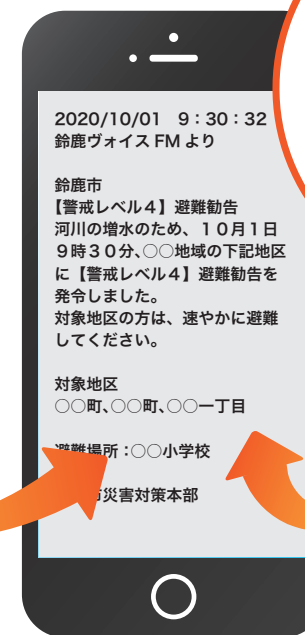 2020/10/01 9:30:32
鈴鹿ヴォイスFMより
鈴鹿市
【警戒レベル4】避難勧告
河川の増水のため、10月1日
9時30分、○○地域の下記地区
に【警戒レベル4】避難勧告を
発令しました。
対象地区の方は、速やかに避難
してください。
対象地区
○○町、○○町、○○一丁目
避難場所：○○小学校
市災害対策本部